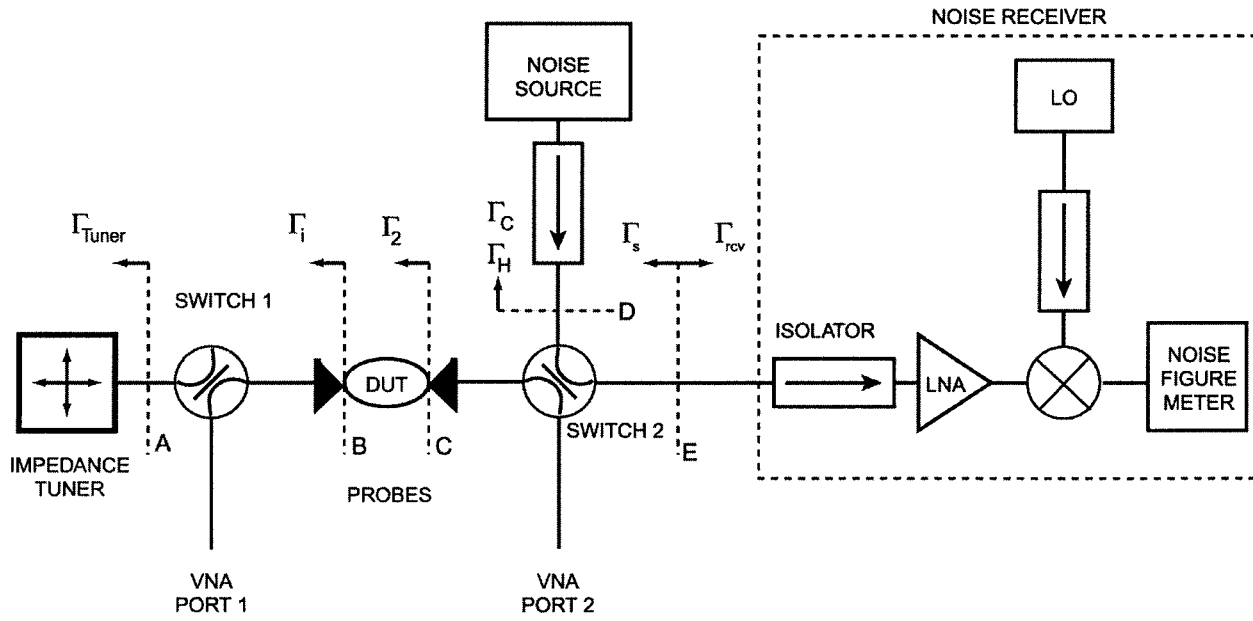 NOISE RECEIVER
NOISE
SOURCE
LO
Γ_Tuner
Γ_i
Γ_2
Γ_C
Γ_H
Γ_s
Γ_rcv
SWITCH 1
D
ISOLATOR
DUT
LNA
NOISE
FIGURE
METER
SWITCH 2
A
B
C
E
IMPEDANCE
TUNER
PROBES
VNA
PORT 1
VNA
PORT 2